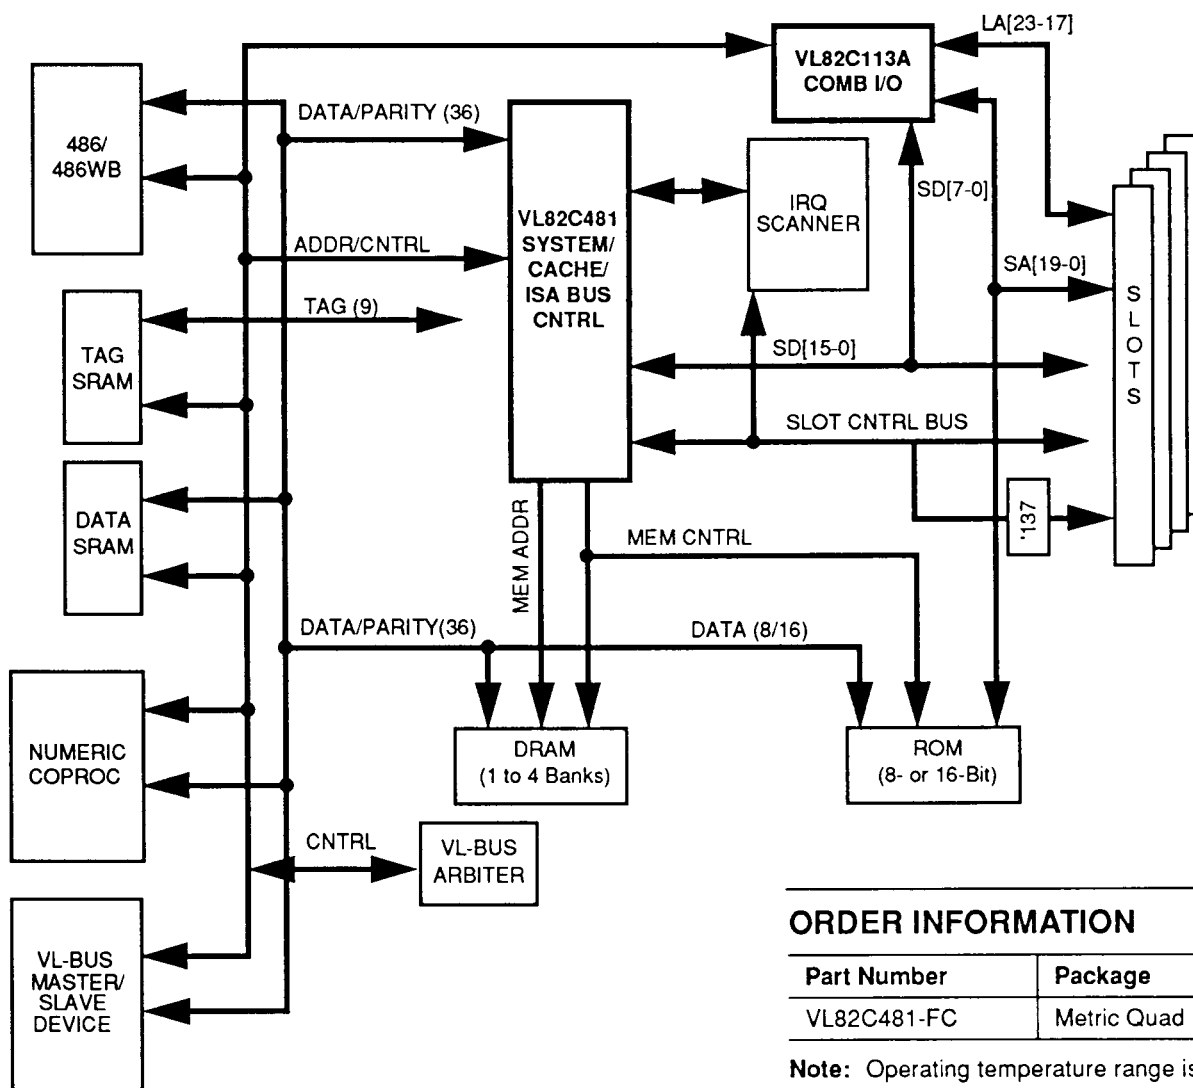 LA[23-17]
VL82C113A
COMB I/O
DATA/PARITY (36)
486/
486WB
IRQ
SCANNER
SD[7-0]
VL82C481
SYSTEM/
CACHE/
ISA BUS
CNTRL
ADDR/CNTRL
SA[19-0]
TAG (9)
SLOTS
TAG
SRAM
SD[15-0]
SLOT CNTRL BUS
DATA
SRAM
MEM ADDR
MEM CNTRL
'137
DATA/PARITY(36)
DATA (8/16)
NUMERIC
COPROC
DRAM
(1 to 4 Banks)
ROM
(8- or 16-Bit)
CNTRL
VL-BUS
ARBITER
VL-BUS
MASTER/
SLAVE
DEVICE
ORDER INFORMATION
Part Number Package
VL82C481-FC Metric Quad
Note: Operating temperature range is